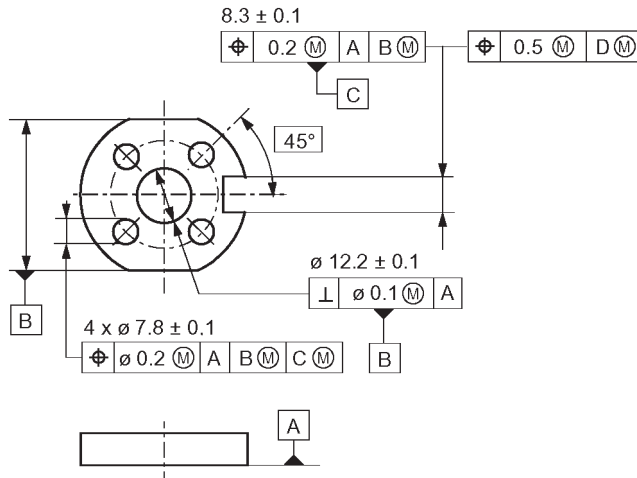 8.3 ± 0.1
⌖ 0.2 Ⓜ A B Ⓜ
⌖ 0.5 Ⓜ D Ⓜ
C
45°
B
ø 12.2 ± 0.1
⊥ ø 0.1 Ⓜ A
B
4 x ø 7.8 ± 0.1
⌖ ø 0.2 Ⓜ A B Ⓜ C Ⓜ
A